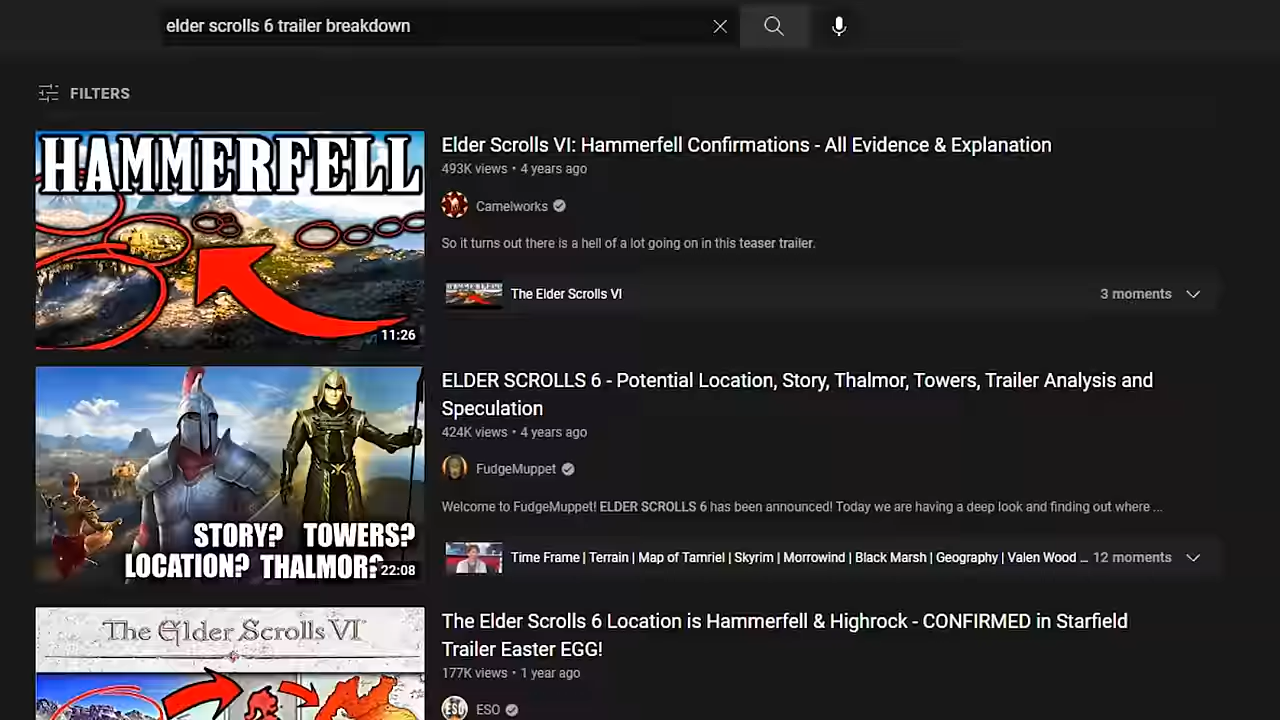 elder scrolls 6 trailer breakdown
FILTERS
HAMMERFELL
11:26
Elder Scrolls VI: Hammerfell Confirmations - All Evidence & Explanation
493K views • 4 years ago
Camelworks
So it turns out there is a hell of a lot going on in this teaser trailer.
HAMMERFELL
The Elder Scrolls VI
3 moments
STORY? TOWERS?
LOCATION? THALMOR?
22:08
ELDER SCROLLS 6 - Potential Location, Story, Thalmor, Towers, Trailer Analysis and
Speculation
424K views • 4 years ago
FudgeMuppet
Welcome to FudgeMuppet! ELDER SCROLLS 6 has been announced! Today we are having a deep look and finding out where ...
Time Frame | Terrain | Map of Tamriel | Skyrim | Morrowind | Black Marsh | Geography | Valen Wood ...
12 moments
The Elder Scrolls VI
The Elder Scrolls 6 Location is Hammerfell & Highrock - CONFIRMED in Starfield
Trailer Easter EGG!
177K views • 1 year ago
ESO
ESO